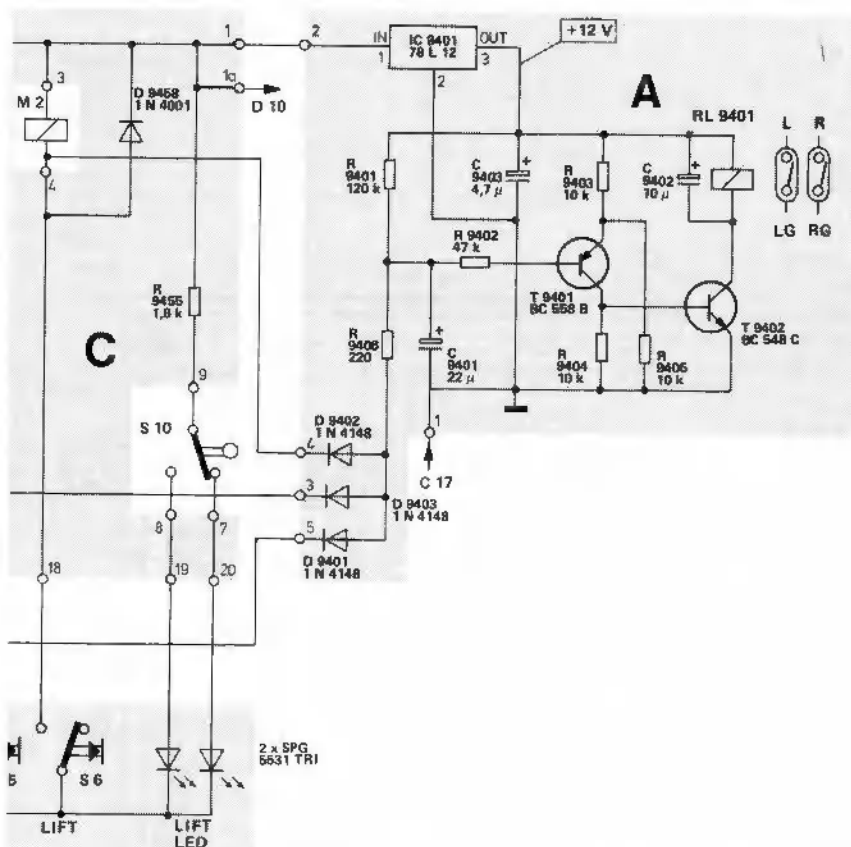 1
2
IN
1
IC 9401
78 L 12
OUT
3
2
+12 V
3
M 2
D 9458
1 N 4001
1a
D 10
A
RL 9401
L
R
LG
RG
4
R
9401
120 k
C
9403
4,7 µ
+
R
9403
10 k
C
9402
10 µ
+
R 9402
47 k
T 9401
BC 558 B
T 9402
BC 548 C
R
9455
1,8 k
C
R
9406
220
+
C
9401
22 µ
R
9404
10 k
R
9405
10 k
9
S 10
D 9402
1 N 4148
4
1
C 17
3
D 9403
1 N 4148
8
7
5
D 9401
1 N 4148
18
19
20
2 x SPG
5531 TRI
5
S 6
LIFT
LIFT
LED